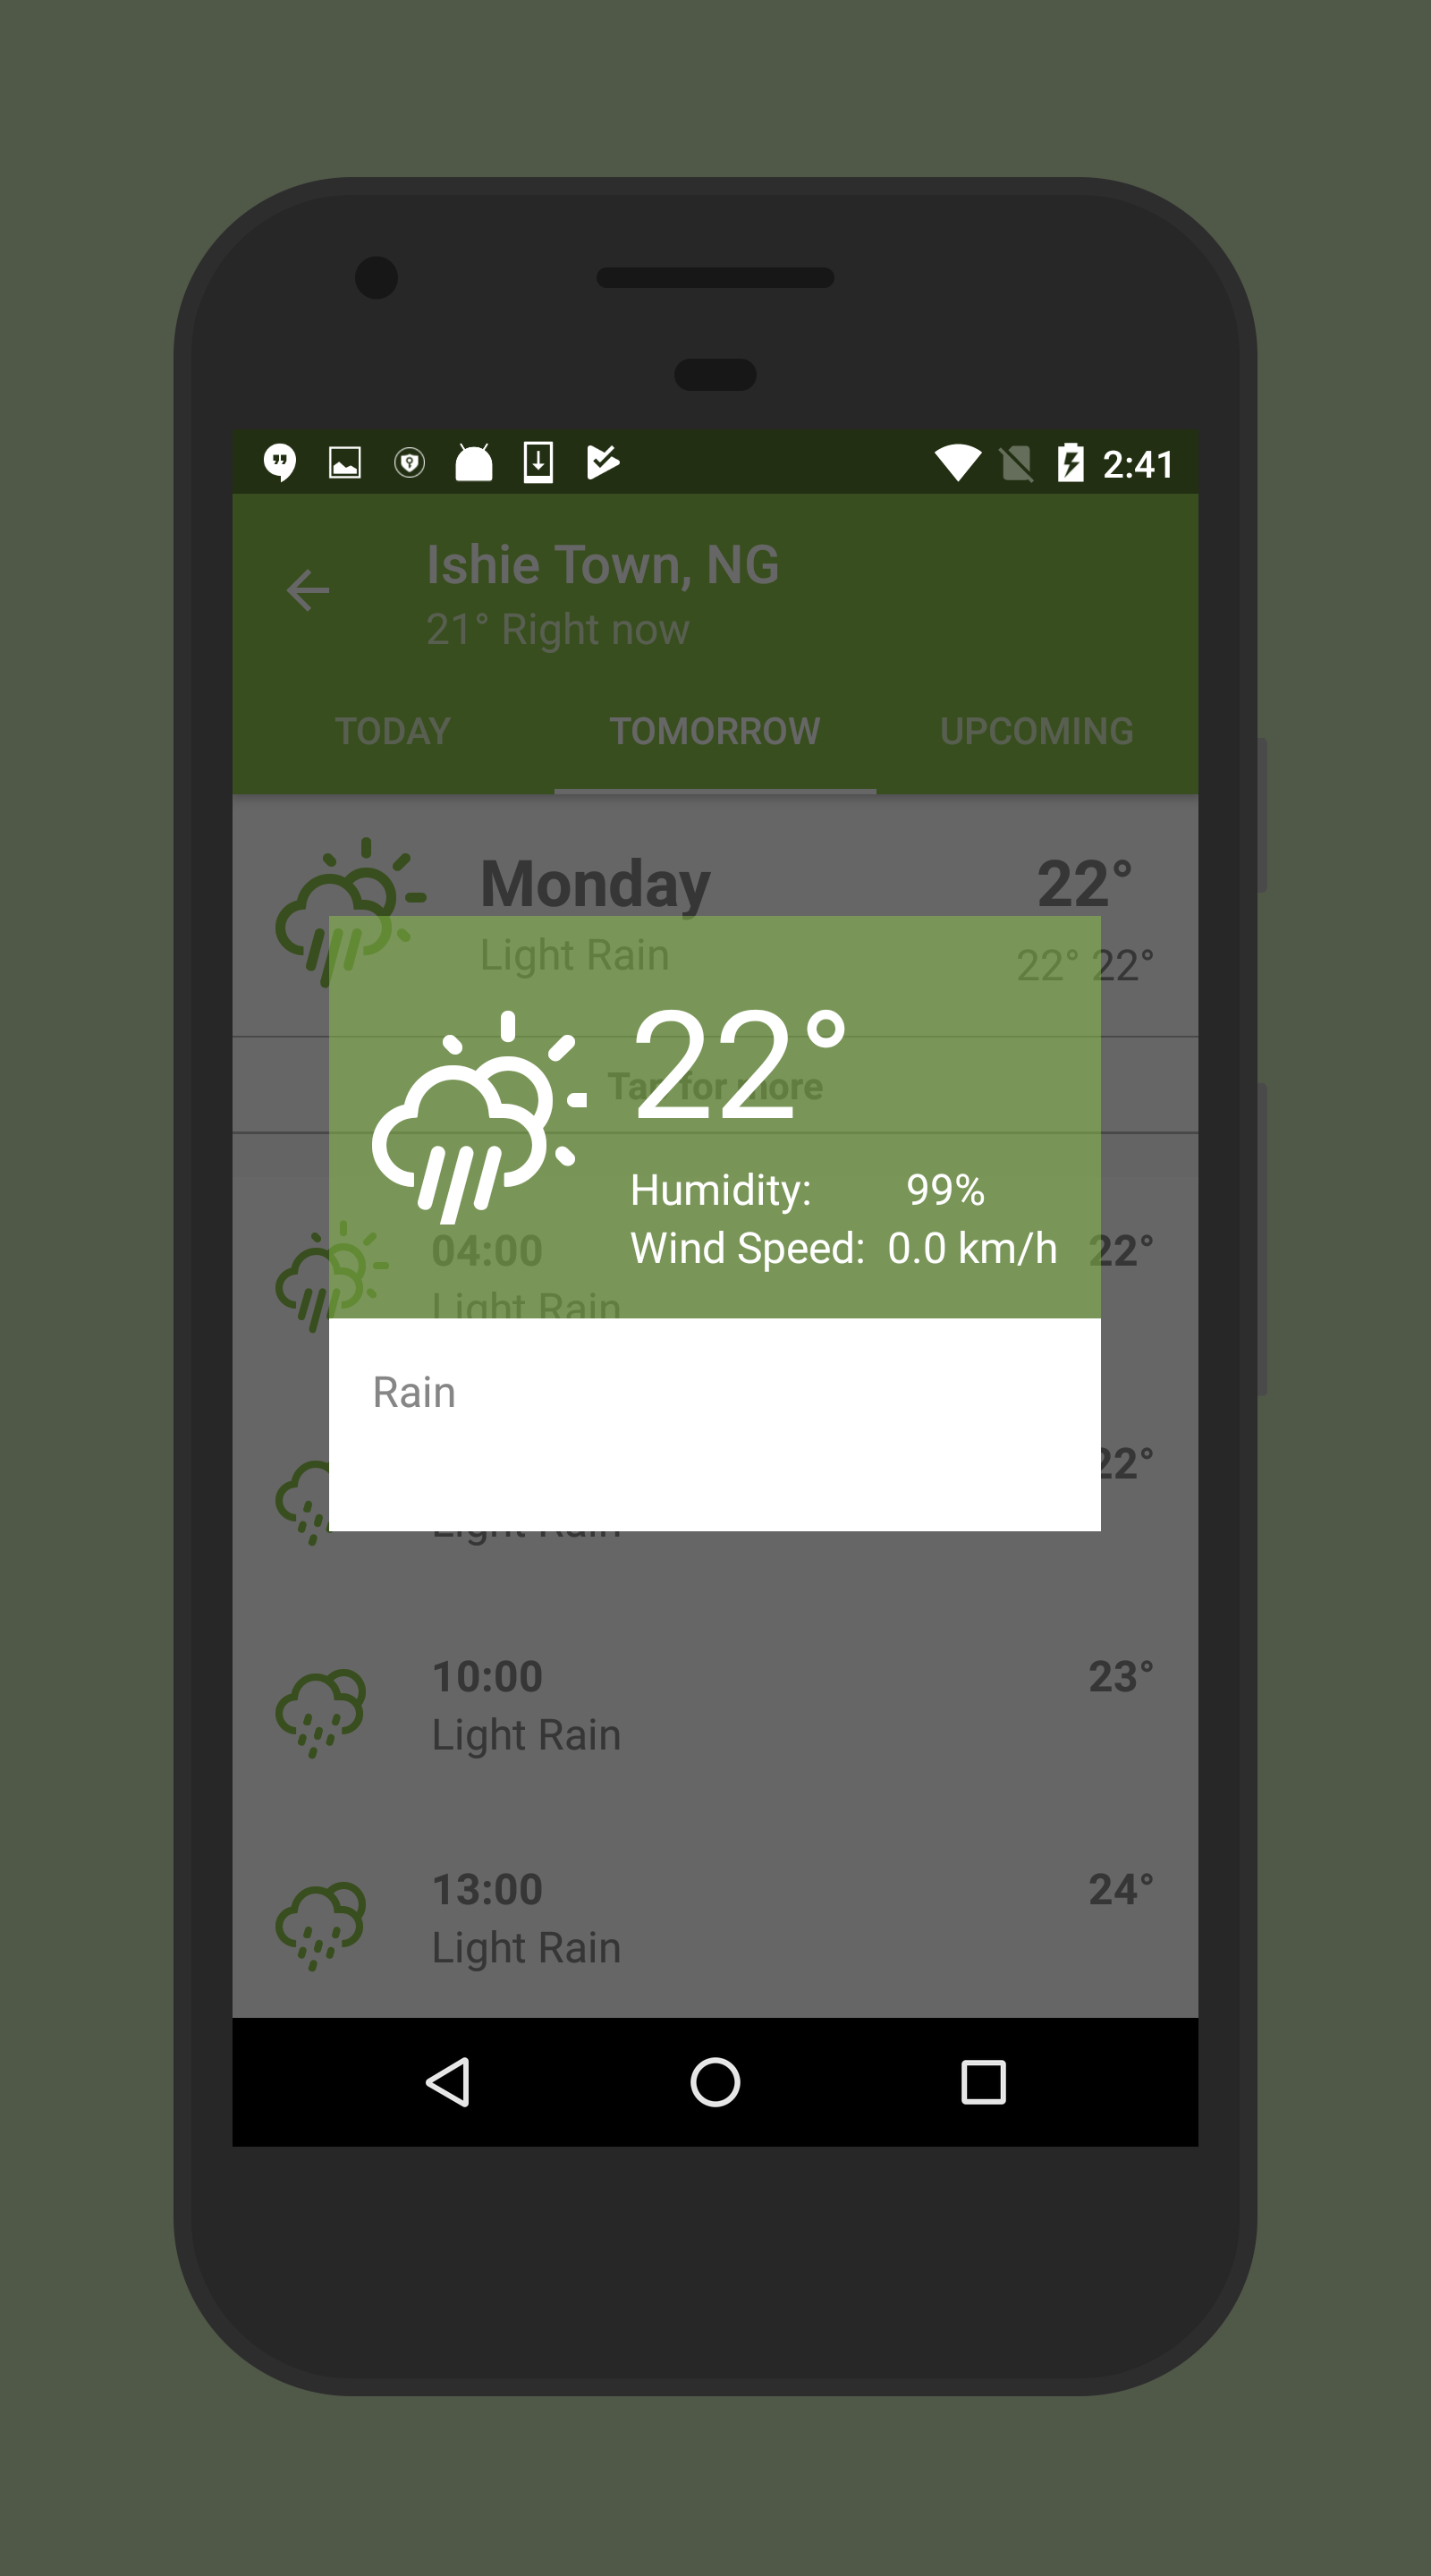 2:41
Ishie Town, NG
21° Right now
TODAY TOMORROW UPCOMING
Monday 22°
Light Rain 22° 22°
Tap for more
22°
Humidity: 99%
Wind Speed: 0.0 km/h
04:00 22°
Light Rain
Rain
22°
Light Rain
10:00 23°
Light Rain
13:00 24°
Light Rain